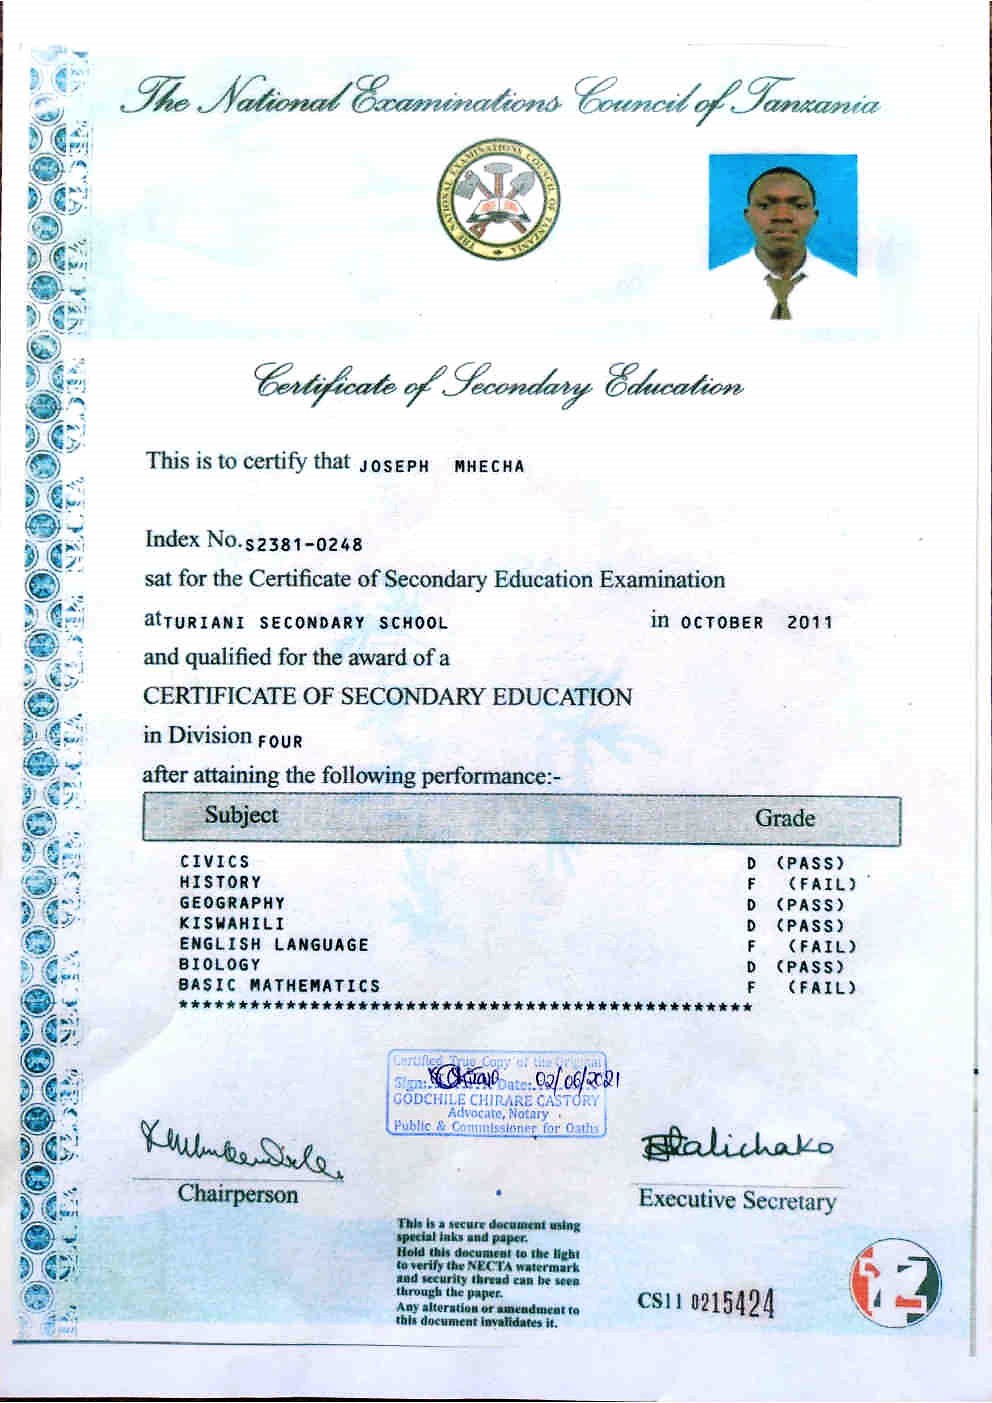 The National Examinations Council of Tanzania
THE NATIONAL EXAMINATIONS COUNCIL OF TANZANIA
Certificate of Secondary Education
This is to certify that JOSEPH MHECHA
Index No. S2381-0248
sat for the Certificate of Secondary Education Examination
at TURIANI SECONDARY SCHOOL in OCTOBER 2011
and qualified for the award of a
CERTIFICATE OF SECONDARY EDUCATION
in Division FOUR
after attaining the following performance:-
Subject Grade
CIVICS D (PASS)
HISTORY F (FAIL)
GEOGRAPHY D (PASS)
KISWAHILI D (PASS)
ENGLISH LANGUAGE F (FAIL)
BIOLOGY D (PASS)
BASIC MATHEMATICS F (FAIL)
************************************************
Certified True Copy of the Original
Sign: Date: 02/06/2021
GODCHILE CHIRARE CASTORY
Advocate, Notary
Public & Commissioner for Oaths
Chairperson
Executive Secretary
This is a secure document using
special inks and paper.
Hold this document to the light
to verify the NECTA watermark
and security thread can be seen
through the paper.
Any alteration or amendment to
this document invalidates it.
CS11 0215424